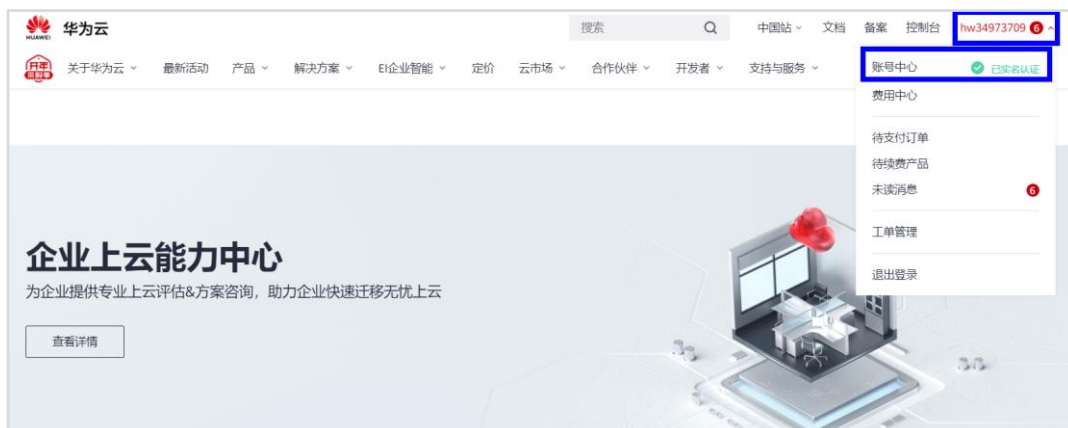 HUAWEI 华为云 搜索 中国站 文档 备案 控制台 hw34973709 6
开年 采购季 关于华为云 最新活动 产品 解决方案 EI企业智能 定价 云市场 合作伙伴 开发者 支持与服务
账号中心 已实名认证
费用中心
待支付订单
待续费产品
未读消息 6
工单管理
退出登录
企业上云能力中心
为企业提供专业上云评估&方案咨询，助力企业快速迁移无忧上云
查看详情